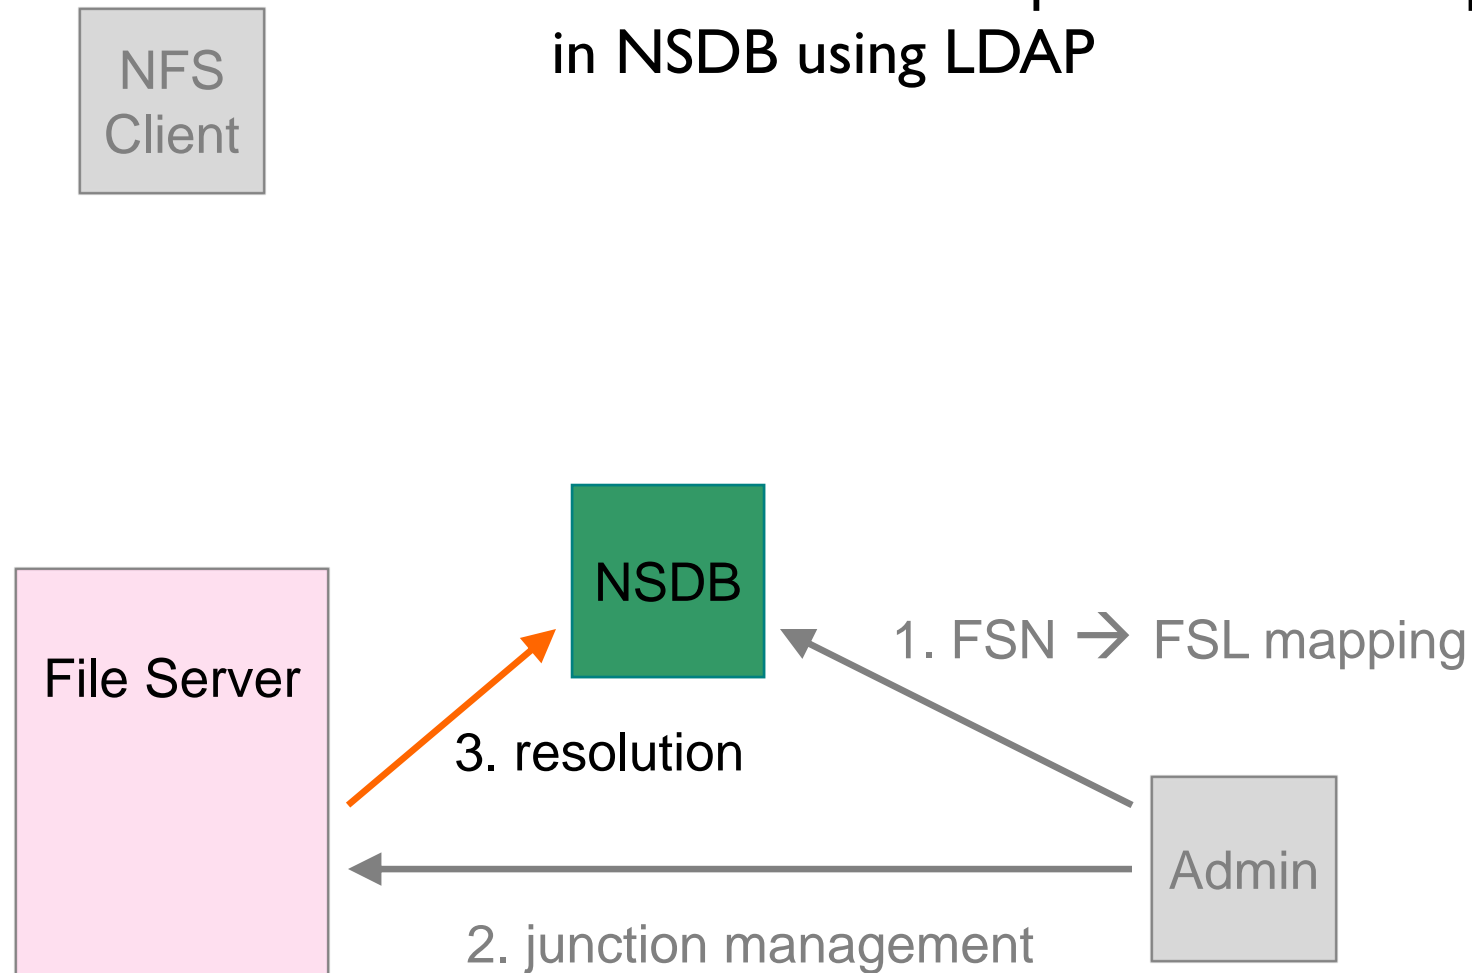 in NSDB using LDAP
NFS
Client
NSDB
1. FSN → FSL mapping
File Server
3. resolution
Admin
2. junction management